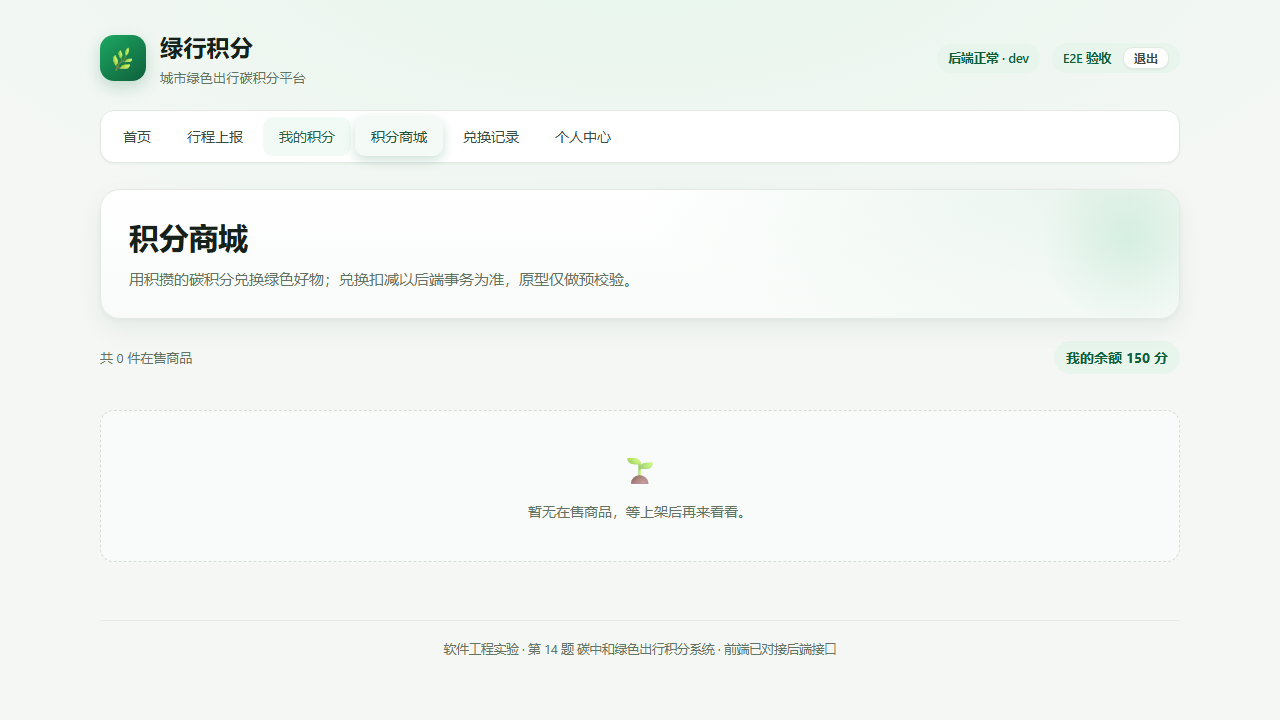 绿行积分
城市绿色出行碳积分平台
后端正常 · dev
E2E 验收
退出
首页
行程上报
我的积分
积分商城
兑换记录
个人中心
积分商城
用积攒的碳积分兑换绿色好物；兑换扣减以后端事务为准，原型仅做预校验。
共 0 件在售商品
我的余额 150 分
暂无在售商品，等上架后再来看看。
软件工程实验 · 第 14 题 碳中和绿色出行积分系统 · 前端已对接后端接口